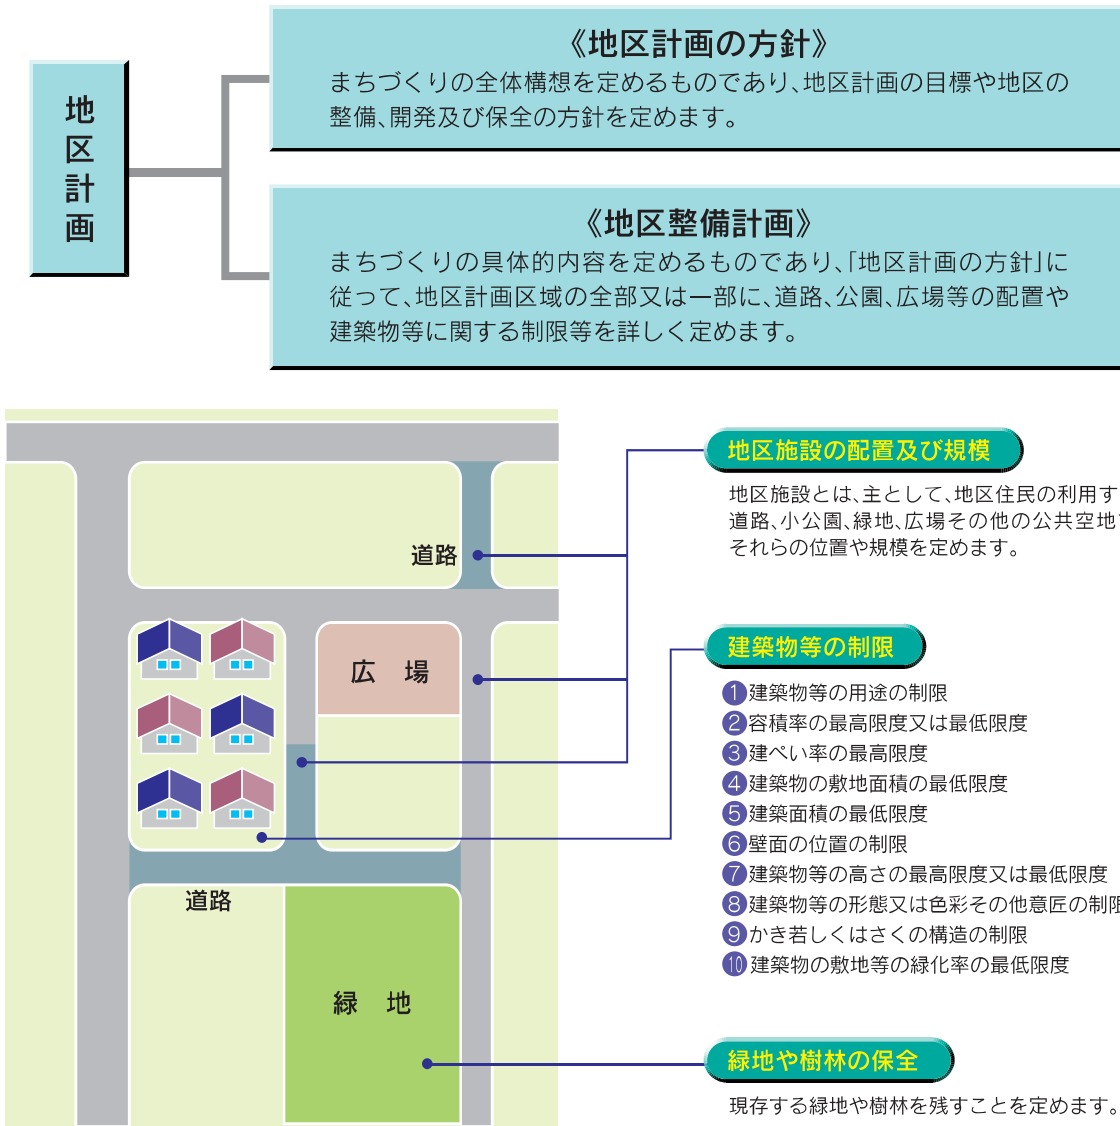 地区計画
《地区計画の方針》
まちづくりの全体構想を定めるものであり、地区計画の目標や地区の
整備、開発及び保全の方針を定めます。
《地区整備計画》
まちづくりの具体的内容を定めるものであり、「地区計画の方針」に
従って、地区計画区域の全部又は一部に、道路、公園、広場等の配置や
建築物等に関する制限等を詳しく定めます。
道路
広 場
道路
緑 地
地区施設の配置及び規模
地区施設とは、主として、地区住民の利用す
道路、小公園、緑地、広場その他の公共空地
それらの位置や規模を定めます。
建築物等の制限
1 建築物等の用途の制限
2 容積率の最高限度又は最低限度
3 建ぺい率の最高限度
4 建築物の敷地面積の最低限度
5 建築面積の最低限度
6 壁面の位置の制限
7 建築物等の高さの最高限度又は最低限度
8 建築物等の形態又は色彩その他意匠の制限
9 かき若しくはさくの構造の制限
10 建築物の敷地等の緑化率の最低限度
緑地や樹林の保全
現存する緑地や樹林を残すことを定めます。